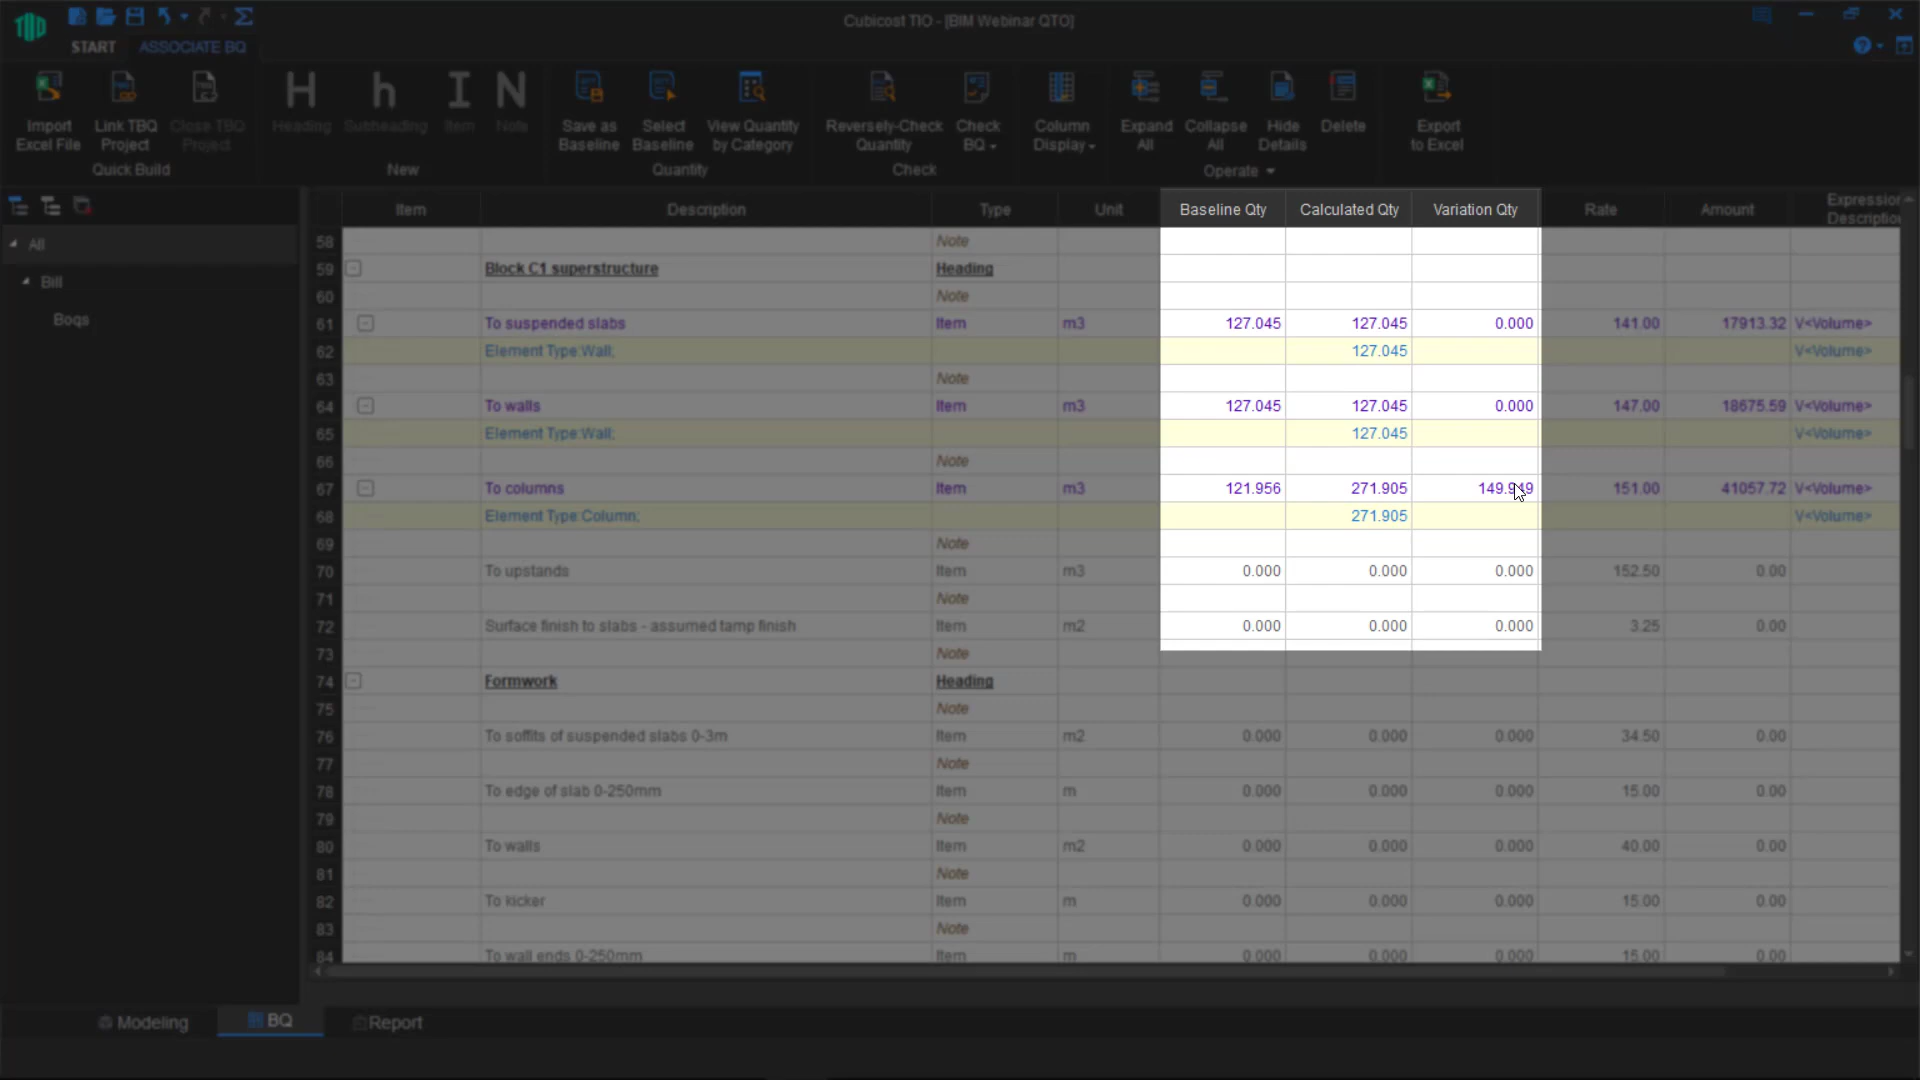 TIO
Cubicost TIO - [BIM Webinar QTO]
START ASSOCIATE BQ
H h I N
Import Excel File Link TBQ Project Close TBQ Project Heading Subheading Item Note Save as Baseline Select Baseline View Quantity by Category Reversely-Check Quantity Check BQ Column Display Expand All Collapse All Hide Details Delete Export to Excel
Quick Build New Quantity Check Operate
Item Description Type Unit Baseline Qty Calculated Qty Variation Qty Rate Amount Expression Description
All
Bill
Boqs
58 Note
59 Block C1 superstructure Heading
60 Note
61 To suspended slabs Item m3 127.045 127.045 0.000 141.00 17913.32 V<Volume>
62 Element Type:Wall; 127.045 V<Volume>
63 Note
64 To walls Item m3 127.045 127.045 0.000 147.00 18675.59 V<Volume>
65 Element Type:Wall; 127.045 V<Volume>
66 Note
67 To columns Item m3 121.956 271.905 149.949 151.00 41057.72 V<Volume>
68 Element Type:Column; 271.905 V<Volume>
69 Note
70 To upstands Item m3 0.000 0.000 0.000 152.50 0.00
71 Note
72 Surface finish to slabs - assumed tamp finish Item m2 0.000 0.000 0.000 3.25 0.00
73 Note
74 Formwork Heading
75 Note
76 To soffits of suspended slabs 0-3m Item m2 0.000 0.000 0.000 34.50 0.00
77 Note
78 To edge of slab 0-250mm Item m 0.000 0.000 0.000 15.00 0.00
79 Note
80 To walls Item m2 0.000 0.000 0.000 40.00 0.00
81 Note
82 To kicker Item m 0.000 0.000 0.000 15.00 0.00
83 Note
84 To wall ends 0-250mm Item m 0.000 0.000 0.000 15.00 0.00
Modeling BQ Report